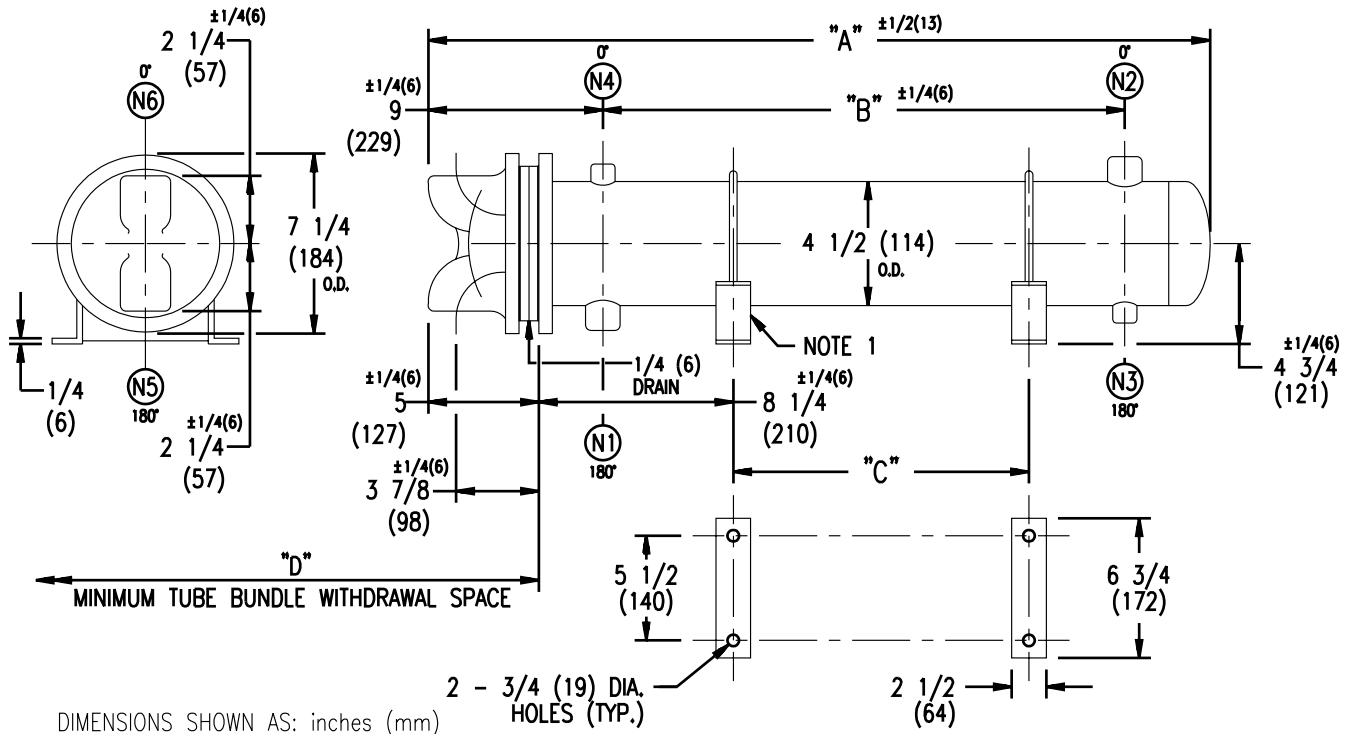 ±1/4(6)
2 1/4
(57)
0°
N6
7 1/4
(184)
O.D.
1/4
(6)
N5
180°
±1/4(6)
2 1/4
(57)
"A" ±1/2(13)
±1/4(6)
9
(229)
0°
N4
"B" ±1/4(6)
0°
N2
4 1/2 (114)
O.D.
NOTE 1
1/4 (6)
DRAIN
±1/4(6)
5
(127)
±1/4(6)
8 1/4
(210)
N1
180°
N3
180°
±1/4(6)
4 3/4
(121)
±1/4(6)
3 7/8
(98)
"C"
"D"
MINIMUM TUBE BUNDLE WITHDRAWAL SPACE
5 1/2
(140)
6 3/4
(172)
2 - 3/4 (19) DIA.
HOLES (TYP.)
2 1/2
(64)
DIMENSIONS SHOWN AS: inches (mm)